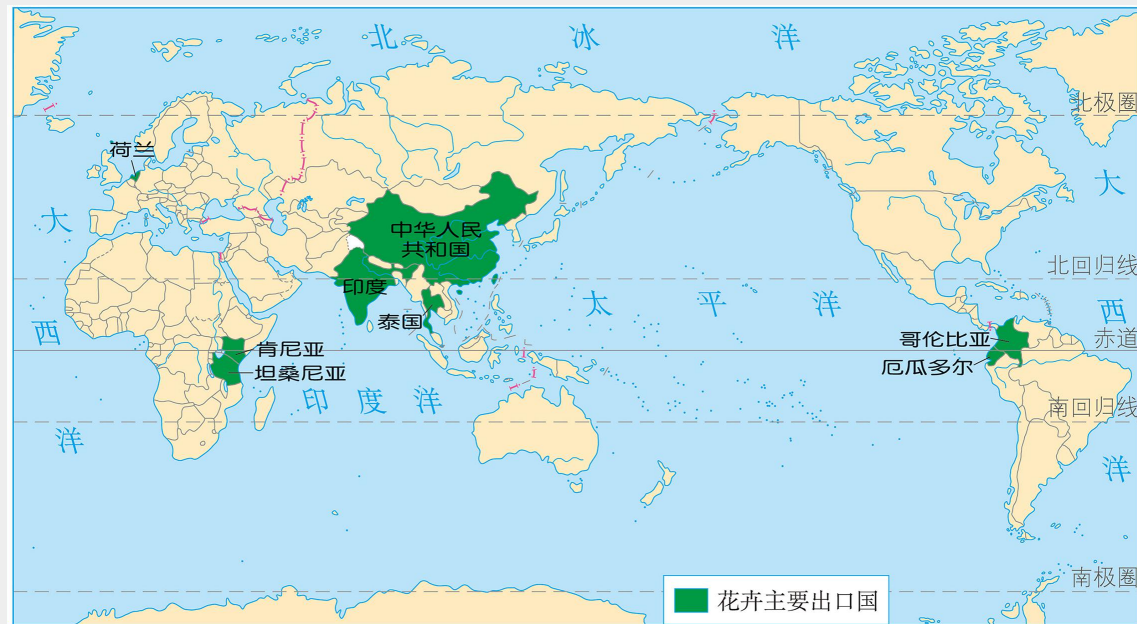 北 冰 洋
北极圈
荷兰
大
大
中华人民
共和国
北回归线
印度
太 平 洋
西
泰国
西
哥伦比亚
赤道
肯尼亚
厄瓜多尔
坦桑尼亚
印 度 洋
南回归线
洋
洋
南极圈
花卉主要出口国